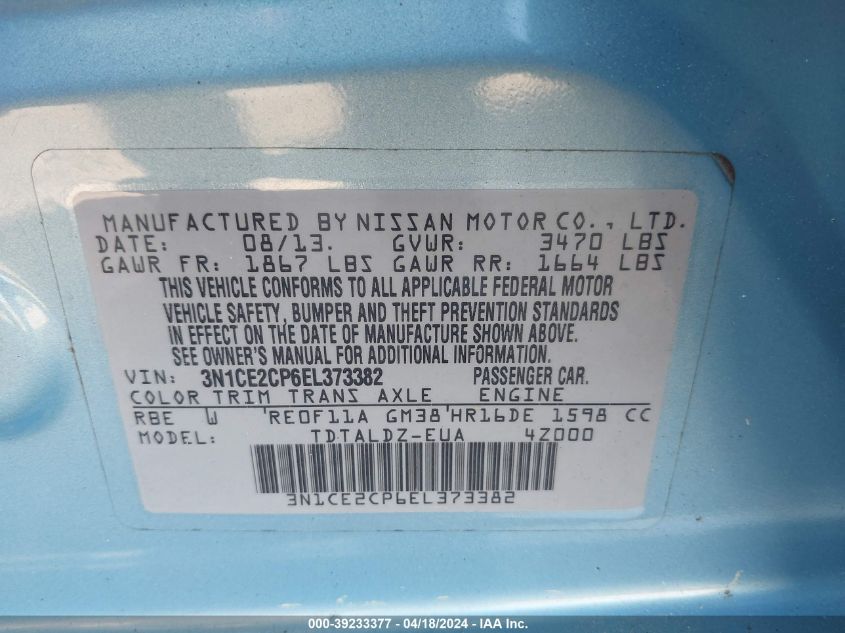 MANUFACTURED BY NISSAN MOTOR CO., LTD.
DATE: 08/13. GVWR: 3470 LBS
GAWR FR: 1867 LBS GAWR RR: 1664 LBS
THIS VEHICLE CONFORMS TO ALL APPLICABLE FEDERAL MOTOR
VEHICLE SAFETY, BUMPER AND THEFT PREVENTION STANDARDS
IN EFFECT ON THE DATE OF MANUFACTURE SHOWN ABOVE.
SEE OWNER'S MANUAL FOR ADDITIONAL INFORMATION.
VIN: 3N1CE2CP6EL373382 PASSENGER CAR.
COLOR TRIM TRANS AXLE ENGINE
RBE W 'RE0F11A GM38'HR16DE 1598 CC
MODEL: TDTALDZ-EUA 4Z000
3N1CE2CP6EL373382
000-39233377 - 04/18/2024 - IAA Inc.